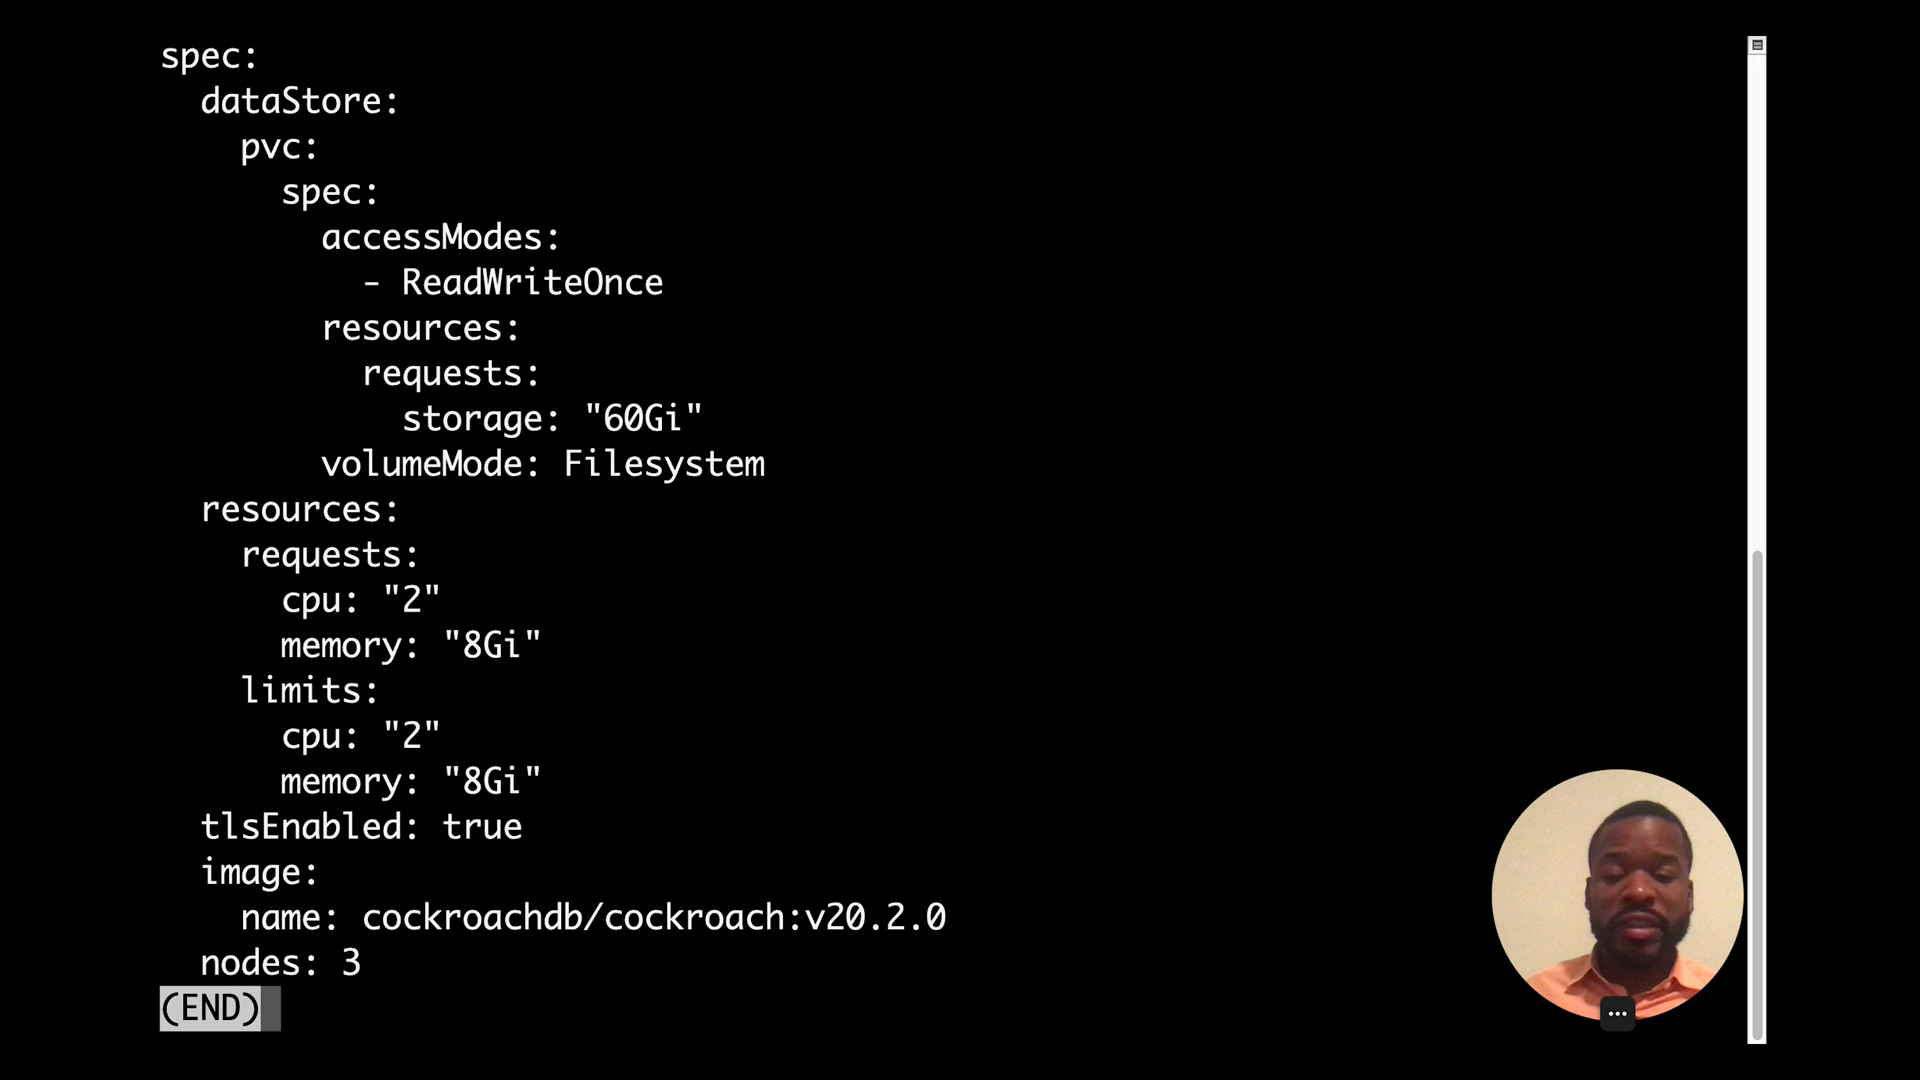 spec:
dataStore:
pvc:
spec:
accessModes:
- ReadWriteOnce
resources:
requests:
storage: "60Gi"
volumeMode: Filesystem
resources:
requests:
cpu: "2"
memory: "8Gi"
limits:
cpu: "2"
memory: "8Gi"
tlsEnabled: true
image:
name: cockroachdb/cockroach:v20.2.0
nodes: 3
(END)